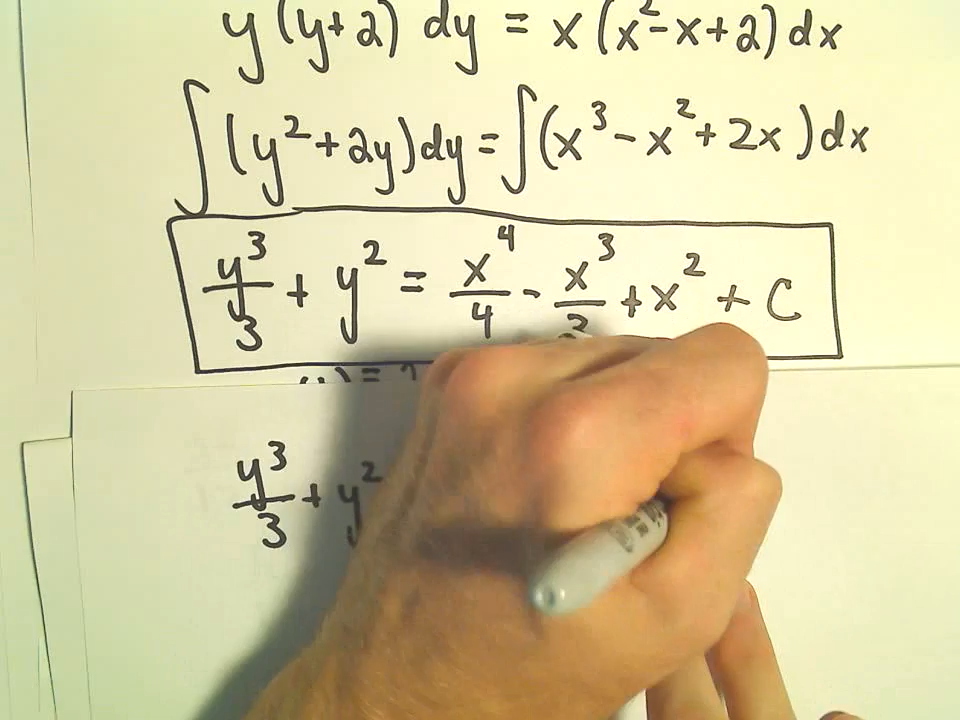 y (y+2) dy = x (x²-x+2) dx
∫ (y²+2y) dy = ∫ (x³ - x² + 2x) dx
y³/3 + y² = x⁴/4 - x³/3 + x² + C
y³/3 + y²